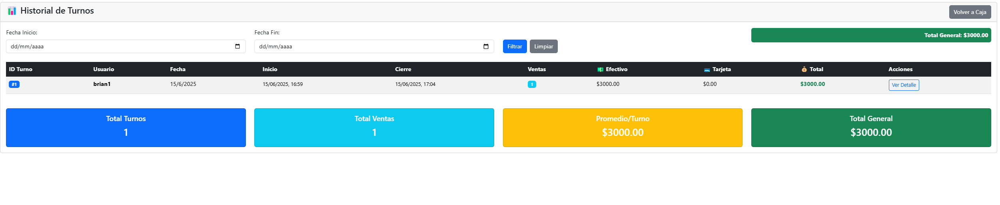 Historial de Turnos
Volver a Caja
Fecha Inicio:
Fecha Fin:
Total General: $3000.00
dd/mm/aaaa
dd/mm/aaaa
Filtrar
Limpiar
ID Turno Usuario Fecha Inicio Cierre Ventas Efectivo Tarjeta Total Acciones
#1 brian1 15/6/2025 15/06/2025, 16:59 15/06/2025, 17:04 1 $3000.00 $0.00 $3000.00 Ver Detalle
Total Turnos
1
Total Ventas
1
Promedio/Turno
$3000.00
Total General
$3000.00